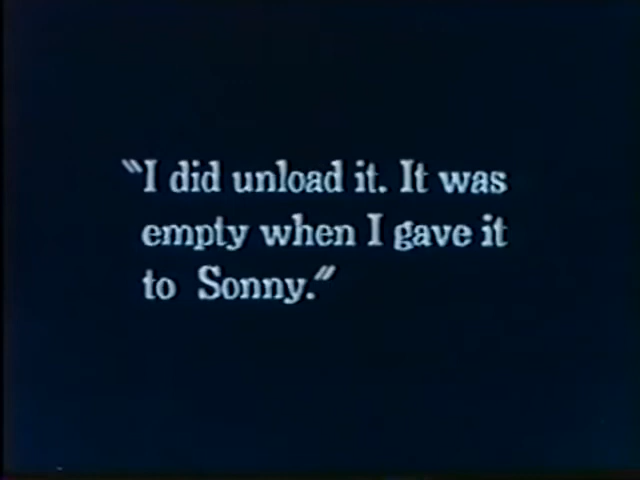 "I did unload it. It was
empty when I gave it
to Sonny."